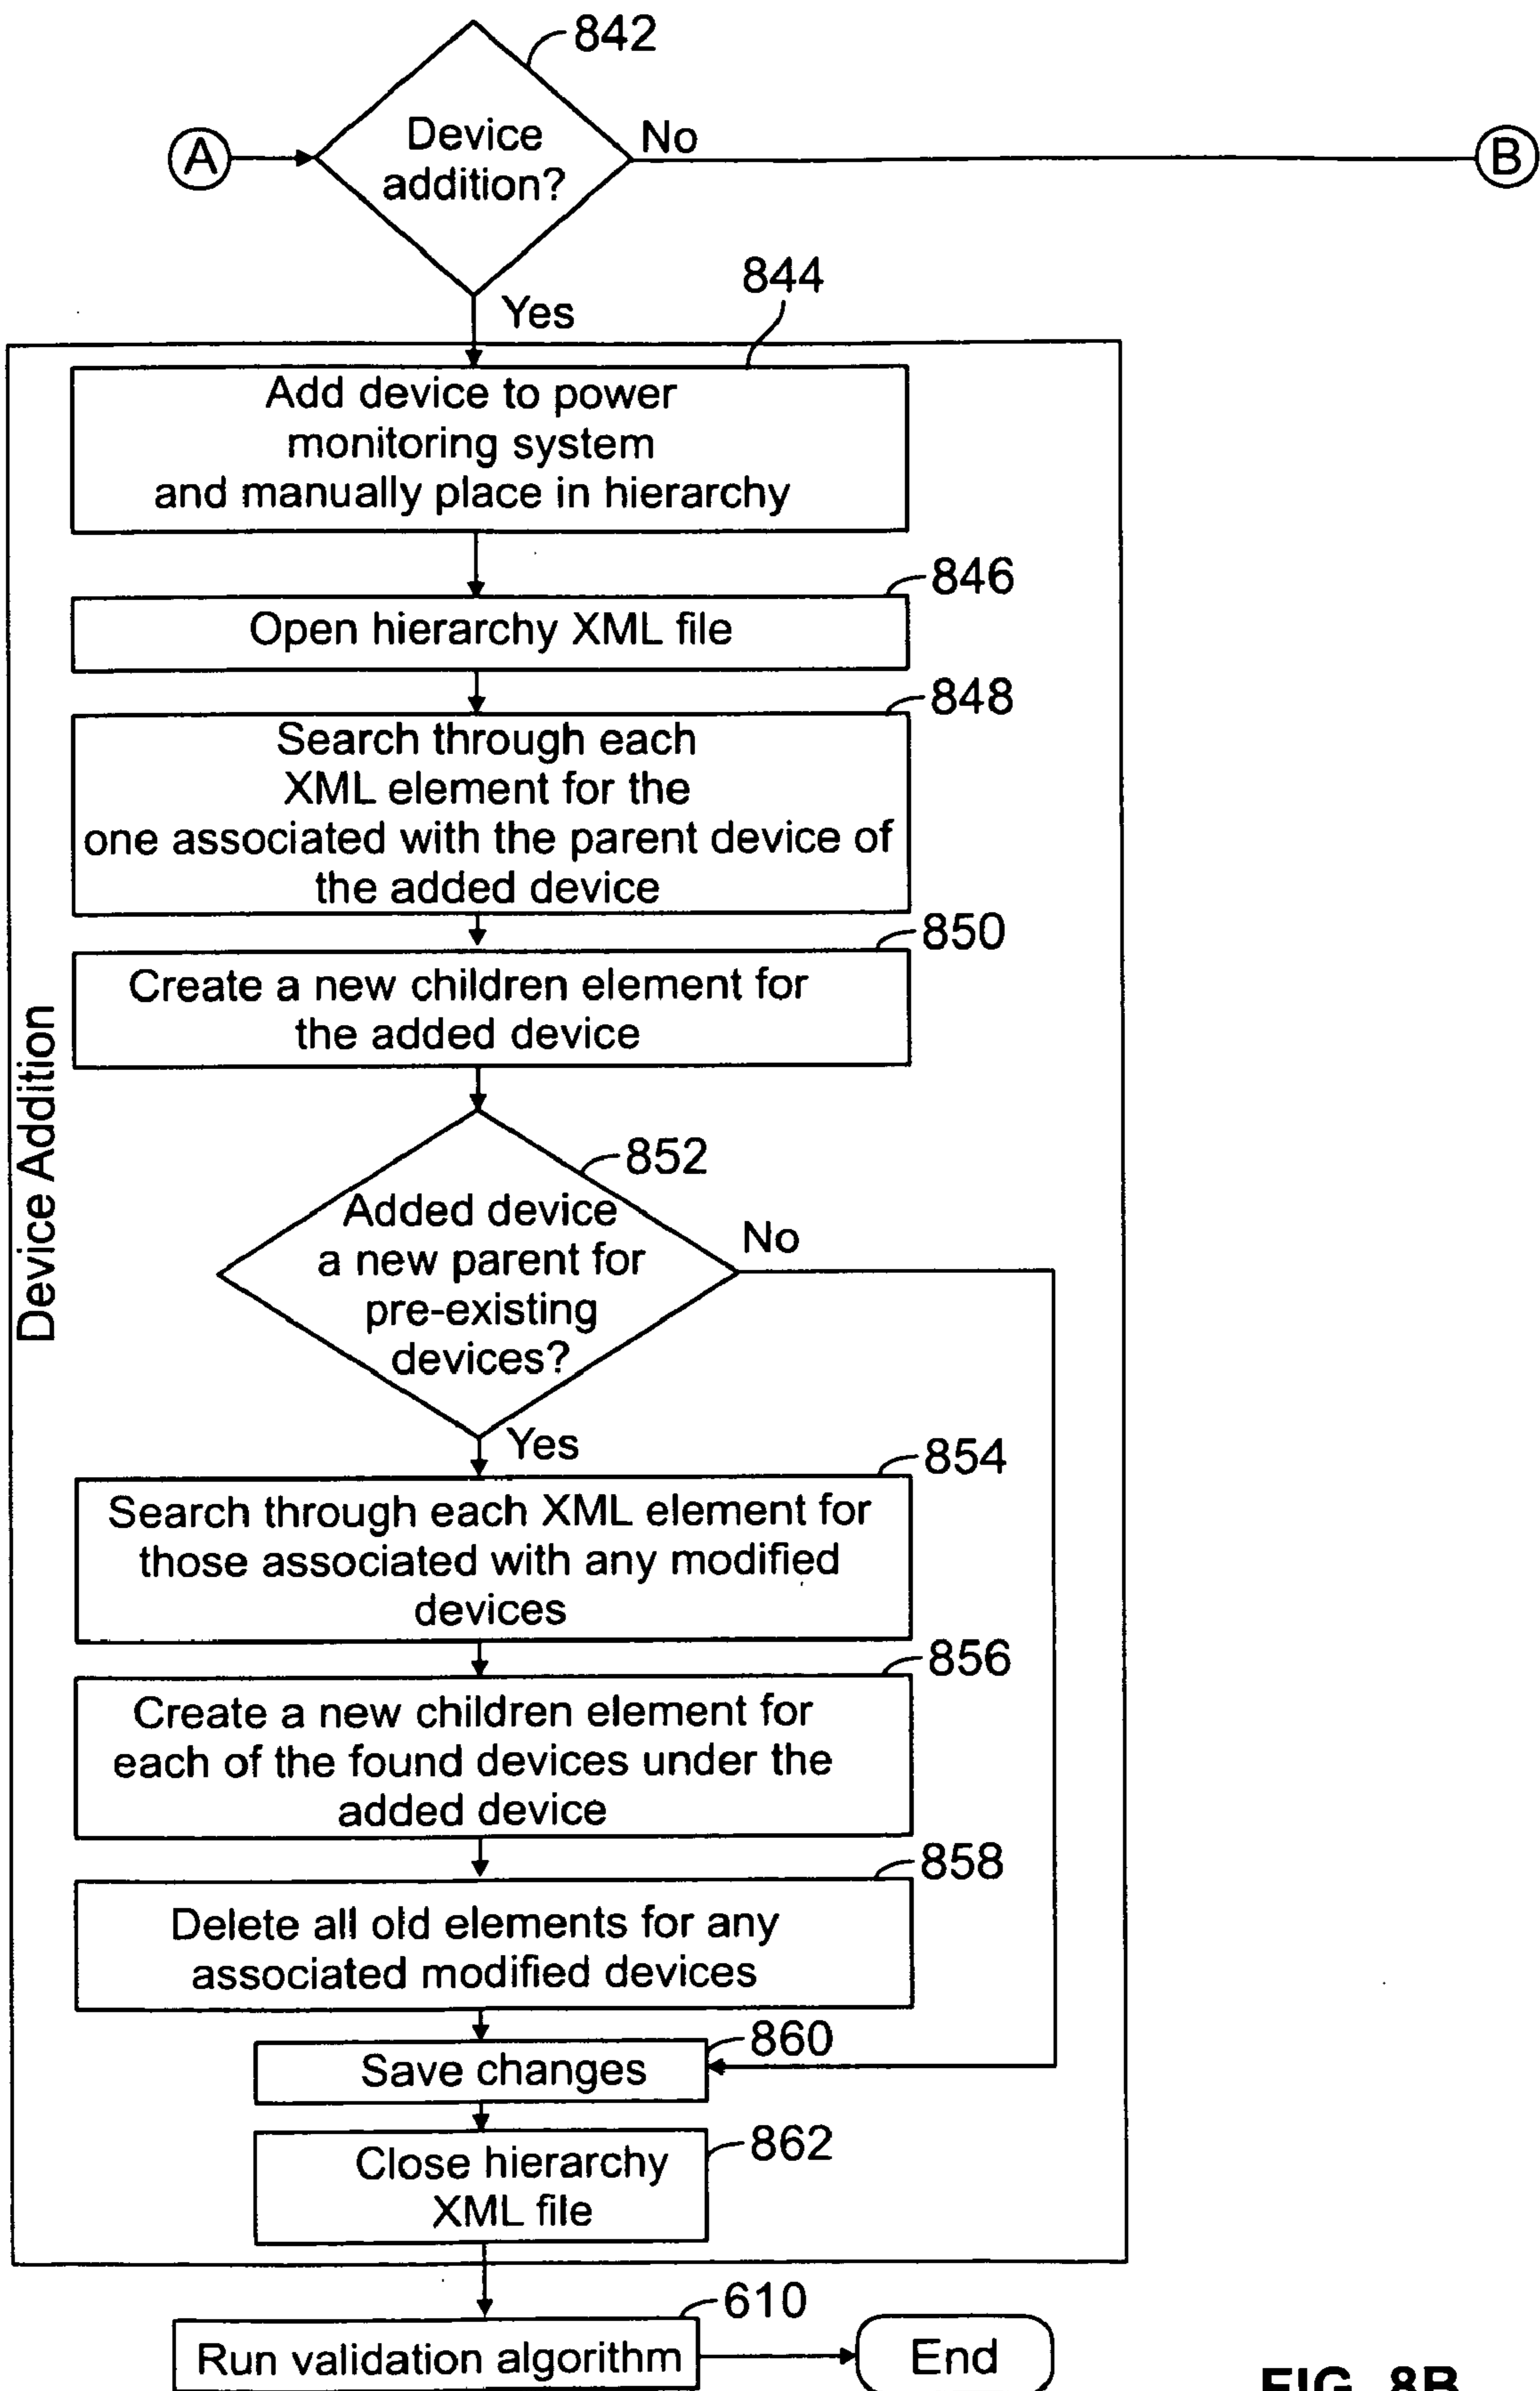 842
A
Device
addition?
No
B
Yes
844
Add device to power
monitoring system
and manually place in hierarchy
846
Open hierarchy XML file
848
Search through each
XML element for the
one associated with the parent device of
the added device
850
Create a new children element for
the added device
Device Addition
852
Added device
a new parent for
pre-existing
devices?
No
Yes
854
Search through each XML element for
those associated with any modified
devices
856
Create a new children element for
each of the found devices under the
added device
858
Delete all old elements for any
associated modified devices
860
Save changes
862
Close hierarchy
XML file
610
Run validation algorithm
End
FIG. 8B